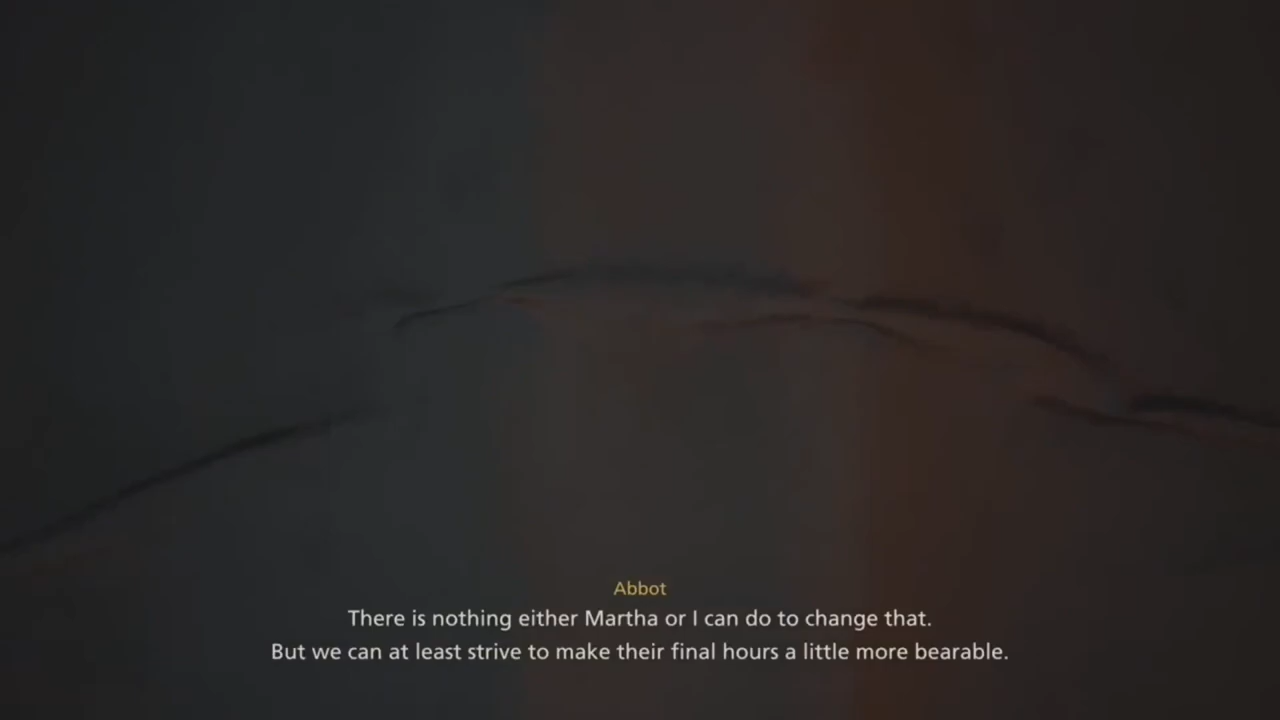 Abbot
There is nothing either Martha or I can do to change that.
But we can at least strive to make their final hours a little more bearable.